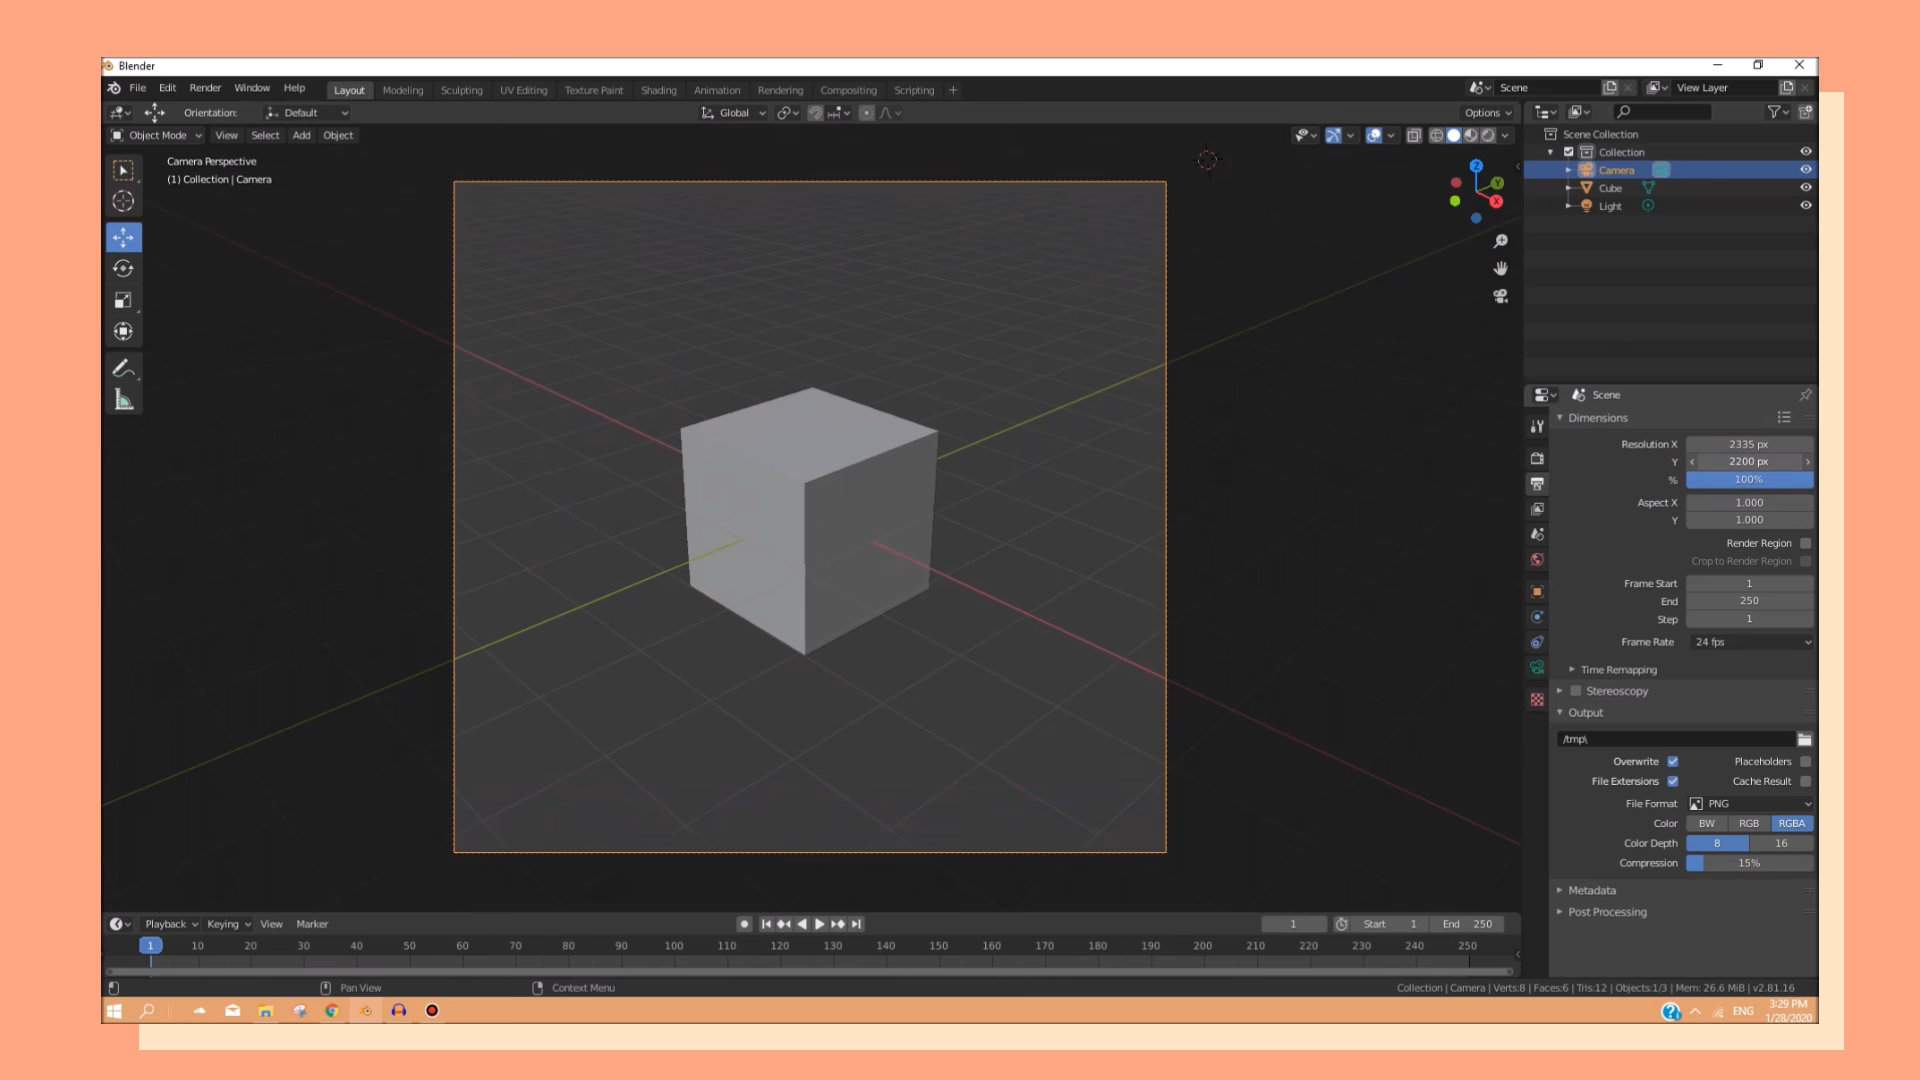 Blender
File Edit Render Window Help Layout Modeling Sculpting UV Editing Texture Paint Shading Animation Rendering Compositing Scripting + Scene View Layer
Orientation: Default Global Options
Object Mode View Select Add Object
Camera Perspective
(1) Collection | Camera
Z
Y
X
Scene Collection
Collection
Camera
Cube
Light
Scene
Dimensions
Resolution X 2335 px
Y 2200 px
% 100%
Aspect X 1.000
Y 1.000
Render Region
Crop to Render Region
Frame Start 1
End 250
Step 1
Frame Rate 24 fps
Time Remapping
Stereoscopy
Output
/tmp\
Overwrite Placeholders
File Extensions Cache Result
File Format PNG
Color BW RGB RGBA
Color Depth 8 16
Compression 15%
Metadata
Post Processing
Playback Keying View Marker 1 Start 1 End 250
1 10 20 30 40 50 60 70 80 90 100 110 120 130 140 150 160 170 180 190 200 210 220 230 240 250
Pan View Context Menu Collection | Camera | Verts:8 | Faces:6 | Tris:12 | Objects:1/3 | Mem: 26.6 MiB | v2.81.16
ENG 3:29 PM
1/28/2020